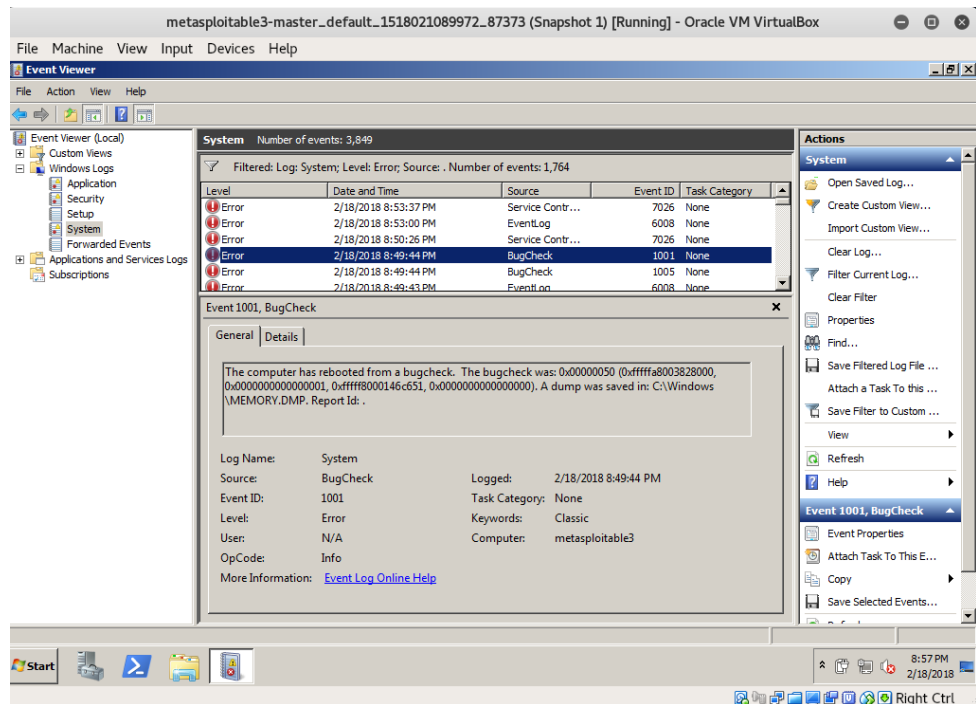 metasploitable3-master_default_1518021089972_87373 (Snapshot 1) [Running] - Oracle VM VirtualBox
File Machine View Input Devices Help
Event Viewer
File Action View Help
Event Viewer (Local)
Custom Views
Windows Logs
Application
Security
Setup
System
Forwarded Events
Applications and Services Logs
Subscriptions
System Number of events: 3,849
Filtered: Log: System; Level: Error; Source: . Number of events: 1,764
Level Date and Time Source Event ID Task Category
Error 2/18/2018 8:53:37 PM Service Contr... 7026 None
Error 2/18/2018 8:53:00 PM EventLog 6008 None
Error 2/18/2018 8:50:26 PM Service Contr... 7026 None
Error 2/18/2018 8:49:44 PM BugCheck 1001 None
Error 2/18/2018 8:49:44 PM BugCheck 1005 None
Error 2/18/2018 8:49:43 PM EventLog 6008 None
Event 1001, BugCheck
General Details
The computer has rebooted from a bugcheck. The bugcheck was: 0x00000050 (0xfffffa8003828000,
0x0000000000000001, 0xfffff8000146c651, 0x0000000000000000). A dump was saved in: C:\Windows
\MEMORY.DMP. Report Id: .
Log Name: System
Source: BugCheck Logged: 2/18/2018 8:49:44 PM
Event ID: 1001 Task Category: None
Level: Error Keywords: Classic
User: N/A Computer: metasploitable3
OpCode: Info
More Information: Event Log Online Help
Actions
System
Open Saved Log...
Create Custom View...
Import Custom View...
Clear Log...
Filter Current Log...
Clear Filter
Properties
Find...
Save Filtered Log File ...
Attach a Task To this ...
Save Filter to Custom ...
View
Refresh
Help
Event 1001, BugCheck
Event Properties
Attach Task To This E...
Copy
Save Selected Events...
Start
8:57 PM
2/18/2018
Right Ctrl